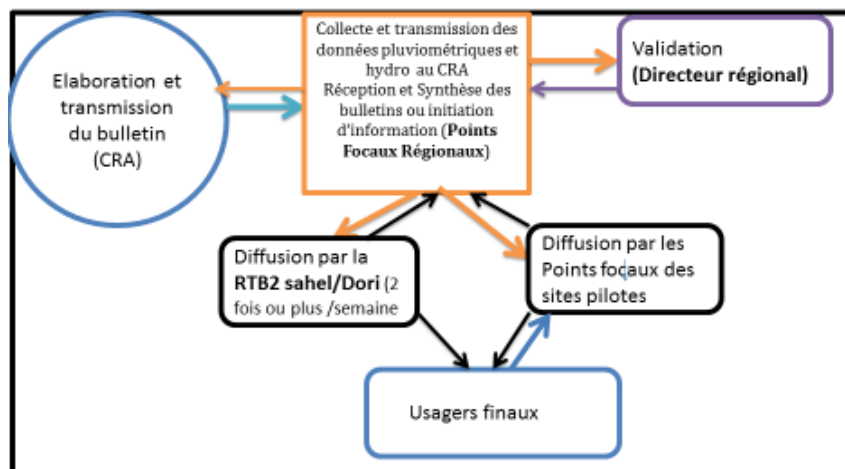 Elaboration et
transmission
du bulletin
(CRA)
Collecte et transmission des
données pluviométriques et
hydro au CRA
Réception et Synthèse des
bulletins ou initiation
d'information (Points
Focaux Régionaux)
Validation
(Directeur régional)
Diffusion par la
RTB2 sahel/Dori (2
fois ou plus /semaine
Diffusion par les
Points focaux des
sites pilotes
Usagers finaux